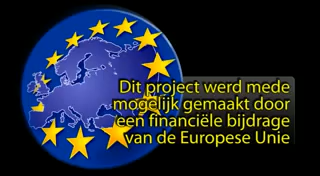 Dit project werd mede
mogelijk gemaakt door
een financiële bijdrage
van de Europese Unie